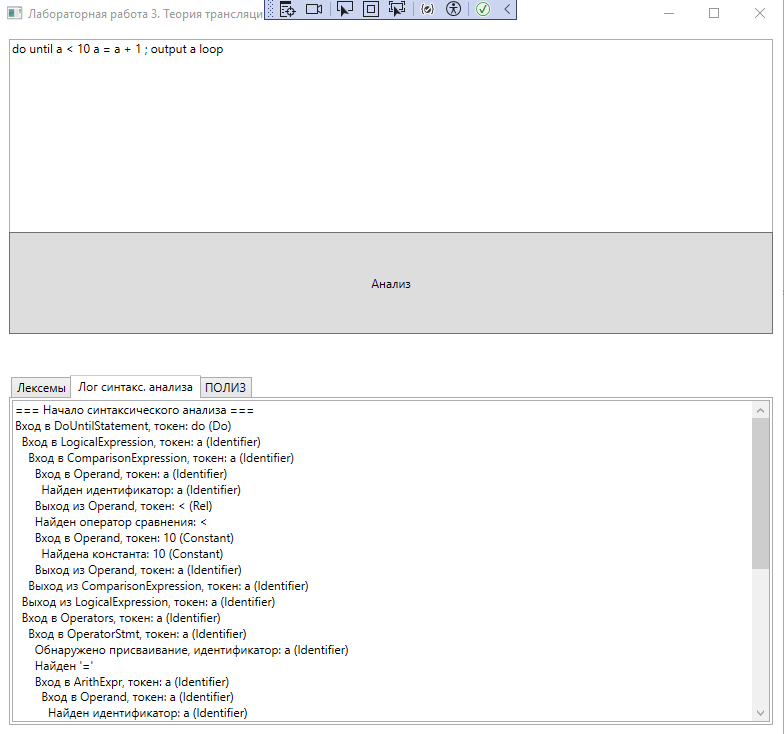 Лабораторная работа 3. Теория трансляци
do until a < 10 a = a + 1 ; output a loop
Анализ
Лексемы Лог синтакс. анализа ПОЛИЗ
=== Начало синтаксического анализа ===
Вход в DoUntilStatement, токен: do (Do)
Вход в LogicalExpression, токен: a (Identifier)
Вход в ComparisonExpression, токен: a (Identifier)
Вход в Operand, токен: a (Identifier)
Найден идентификатор: a (Identifier)
Выход из Operand, токен: < (Rel)
Найден оператор сравнения: <
Вход в Operand, токен: 10 (Constant)
Найдена константа: 10 (Constant)
Выход из Operand, токен: a (Identifier)
Выход из ComparisonExpression, токен: a (Identifier)
Выход из LogicalExpression, токен: a (Identifier)
Вход в Operators, токен: a (Identifier)
Вход в OperatorStmt, токен: a (Identifier)
Обнаружено присваивание, идентификатор: a (Identifier)
Найден '='
Вход в ArithExpr, токен: a (Identifier)
Вход в Operand, токен: a (Identifier)
Найден идентификатор: a (Identifier)